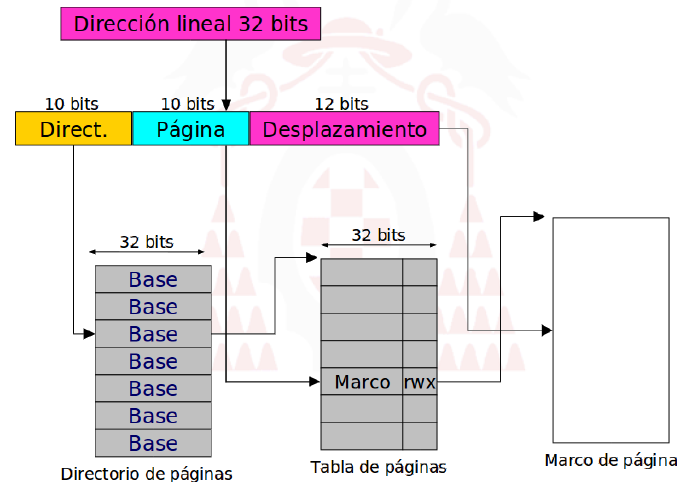 Dirección lineal 32 bits
10 bits
10 bits
12 bits
Direct.
Página
Desplazamiento
32 bits
32 bits
Base
Base
Base
Base
Base
Base
Base
Marco
rwx
Directorio de páginas
Tabla de páginas
Marco de página